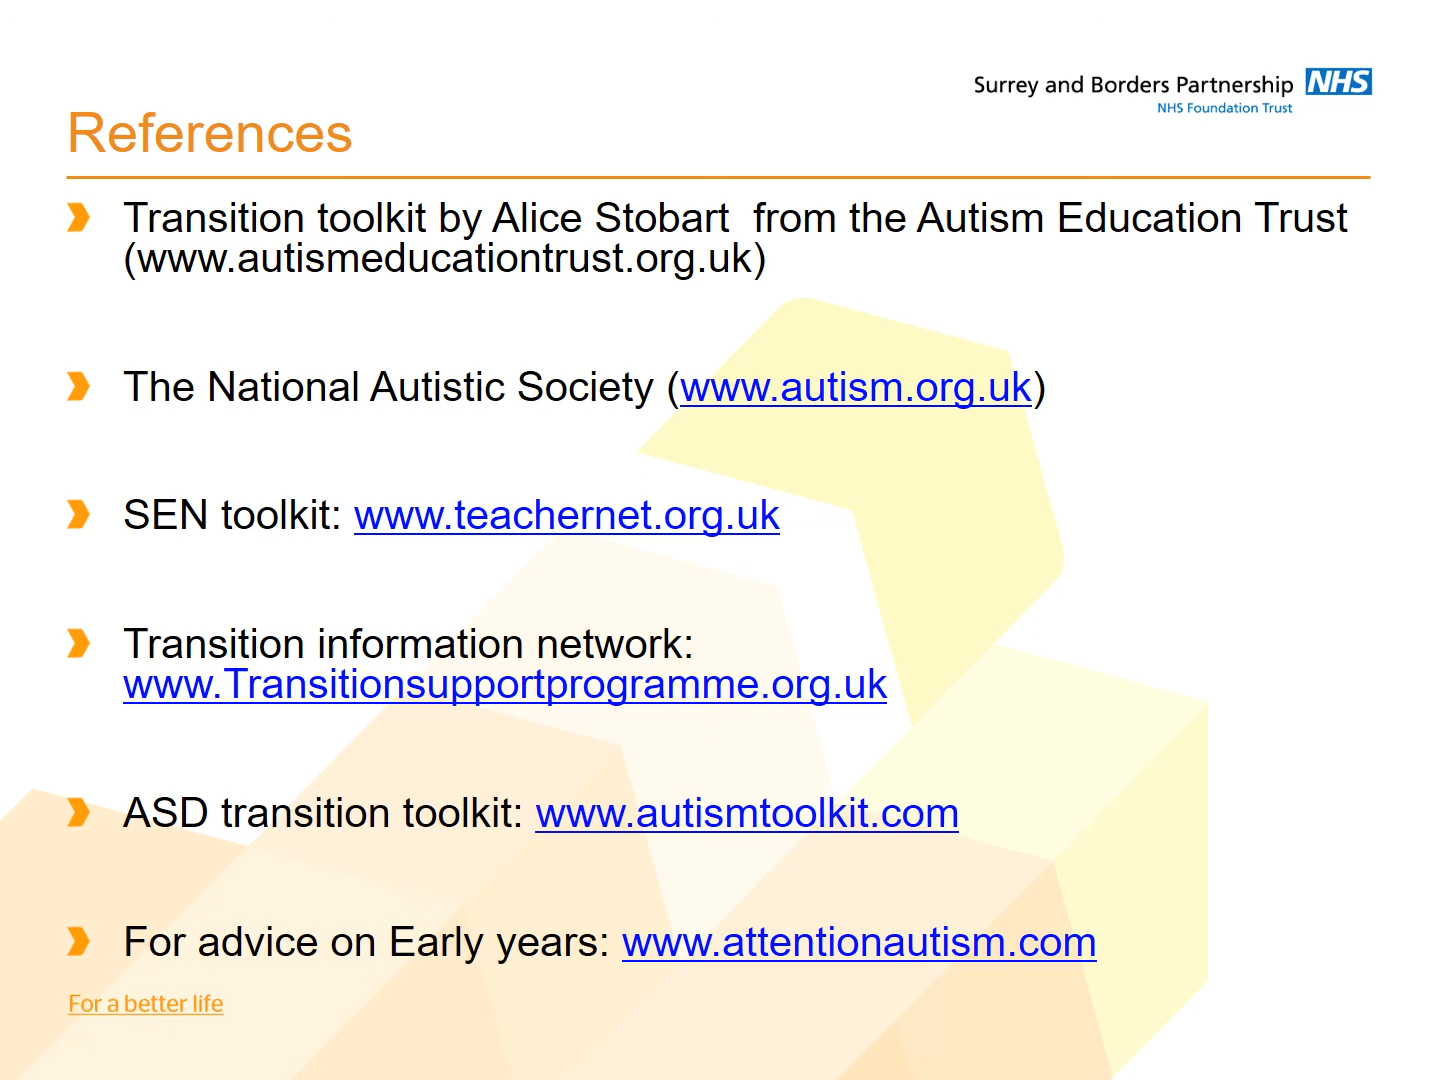 Surrey and Borders Partnership NHS
NHS Foundation Trust
References
Transition toolkit by Alice Stobart  from the Autism Education Trust
(www.autismeducationtrust.org.uk)
The National Autistic Society (www.autism.org.uk)
SEN toolkit: www.teachernet.org.uk
Transition information network:
www.Transitionsupportprogramme.org.uk
ASD transition toolkit: www.autismtoolkit.com
For advice on Early years: www.attentionautism.com
For a better life